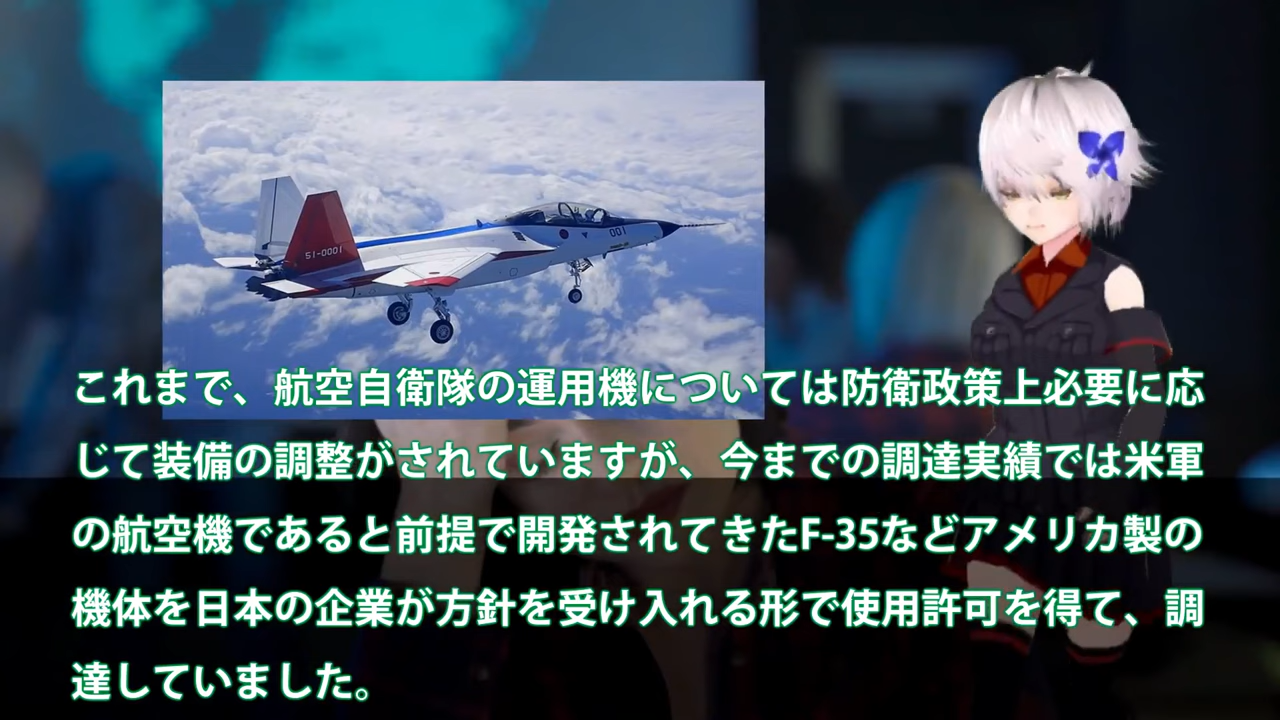 51-0001
001
これまで、航空自衛隊の運用機については防衛政策上必要に応
じて装備の調整がされていますが、今までの調達実績では米軍
の航空機であると前提で開発されてきたF-35などアメリカ製の
機体を日本の企業が方針を受け入れる形で使用許可を得て、調
達していました。